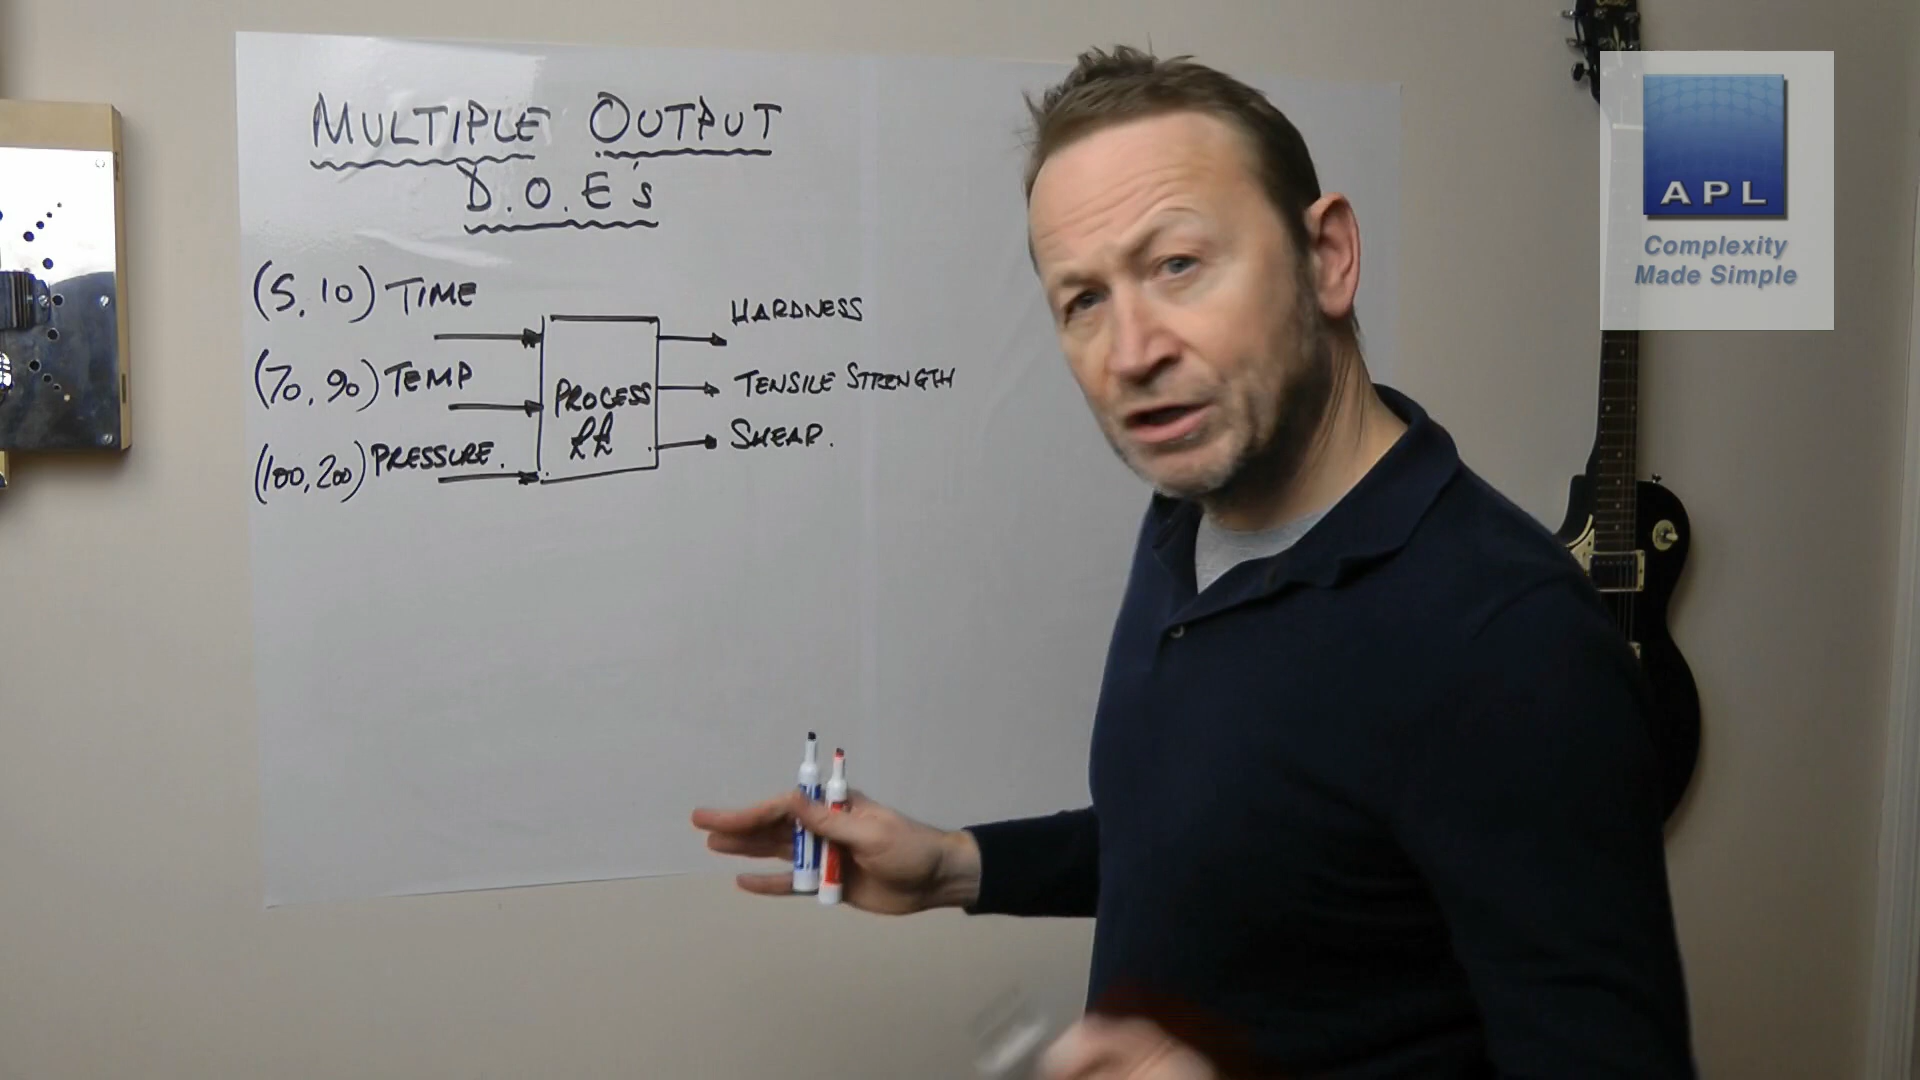 MULTIPLE OUTPUT
D.O.E's
(5, 10) TIME
(70, 90) TEMP
(100, 200) PRESSURE.
PROCESS
££
HARDNESS
TENSILE STRENGTH
SHEAR.
APL
Complexity
Made Simple